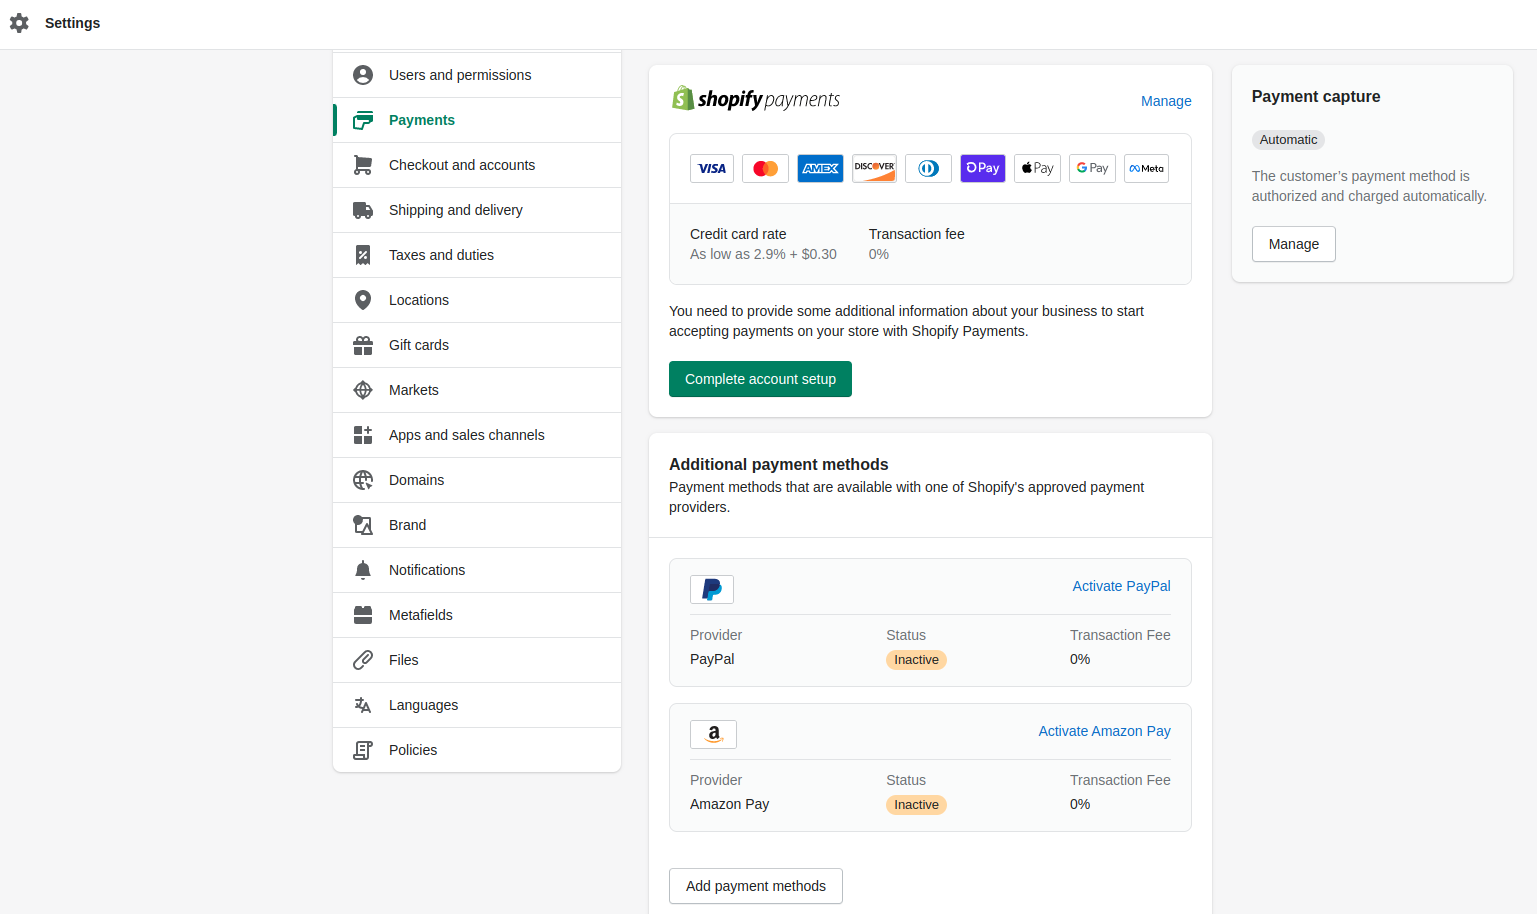 Settings
Users and permissions
Payments
Checkout and accounts
Shipping and delivery
Taxes and duties
Locations
Gift cards
Markets
Apps and sales channels
Domains
Brand
Notifications
Metafields
Files
Languages
Policies
shopify payments
Manage
VISA
AMEX
DISCOVER
Pay
Pay
G Pay
Meta
Credit card rate
Transaction fee
As low as 2.9% + $0.30
0%
You need to provide some additional information about your business to start
accepting payments on your store with Shopify Payments.
Complete account setup
Additional payment methods
Payment methods that are available with one of Shopify's approved payment
providers.
Activate PayPal
Provider
Status
Transaction Fee
PayPal
Inactive
0%
a
Activate Amazon Pay
Provider
Status
Transaction Fee
Amazon Pay
Inactive
0%
Add payment methods
Payment capture
Automatic
The customer’s payment method is
authorized and charged automatically.
Manage